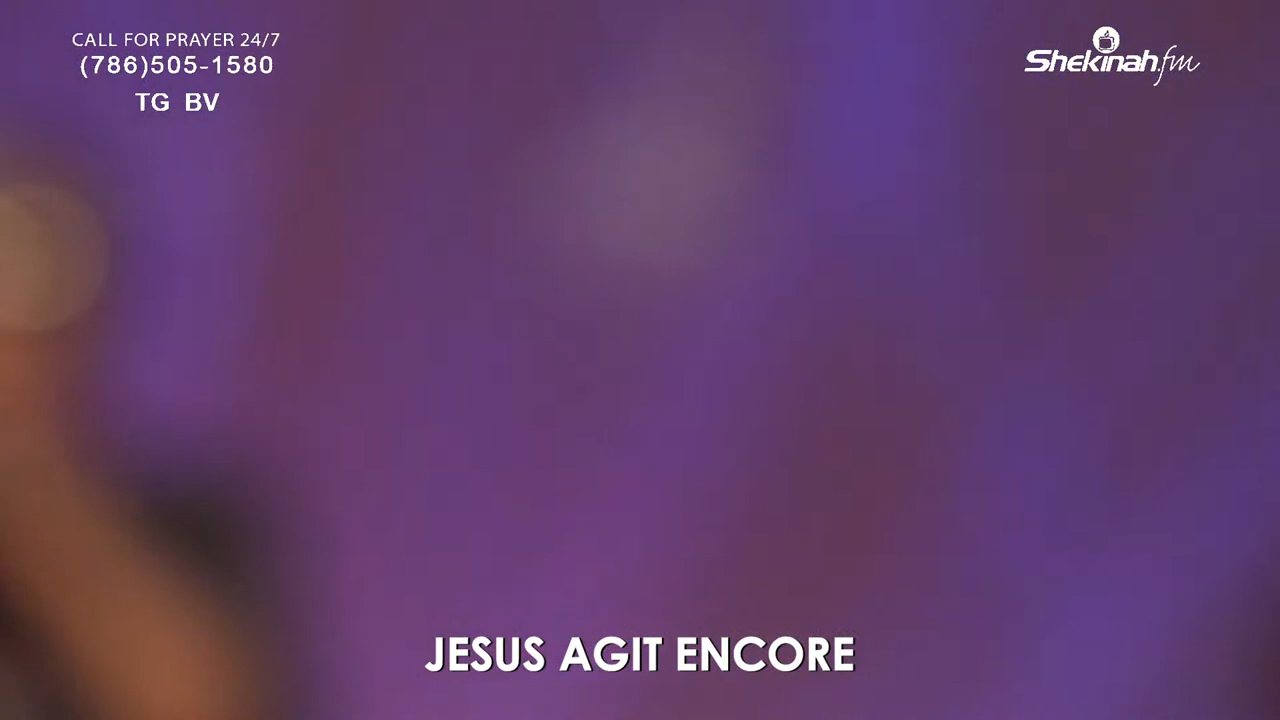 CALL FOR PRAYER 24/7
(786)505-1580
TG BV
Shekinah.fm
JESUS AGIT ENCORE